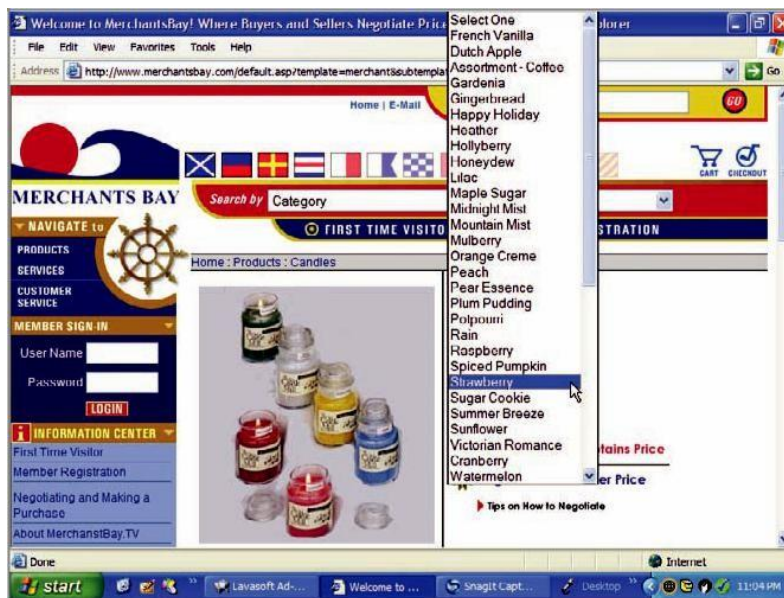 Welcome to MerchantsBay! Where Buyers and Sellers Negotiate Pric
plorer
File Edit View Favorites Tools Help
Address http://www.merchantsbay.com/default.asp?template=merchant&subtemplat
Go
Home | E-Mail
GO
CART CHECKOUT
MERCHANTS BAY
Search by Category
FIRST TIME VISITO
STRATION
NAVIGATE to
PRODUCTS
SERVICES
CUSTOMER
SERVICE
Home : Products : Candles
MEMBER SIGN-IN
User Name
Password
LOGIN
INFORMATION CENTER
First Time Visitor
Member Registration
Negotiating and Making a
Purchase
About MerchanstBay.TV
Select One
French Vanilla
Dutch Apple
Assortment - Coffee
Gardenia
Gingerbread
Happy Holiday
Heather
Hollyberry
Honeydew
Lilac
Maple Sugar
Midnight Mist
Mountain Mist
Mulberry
Orange Creme
Peach
Pear Essence
Plum Pudding
Potpourri
Rain
Raspberry
Spiced Pumpkin
Strawberry
Sugar Cookie
Summer Breeze
Sunflower
Victorian Romance
Cranberry
Watermelon
tains Price
er Price
Tips on How to Negotiate
Done
Internet
start
Lavasoft Ad-...
Welcome to ...
SnagIt Capt...
Desktop
11:04 PM